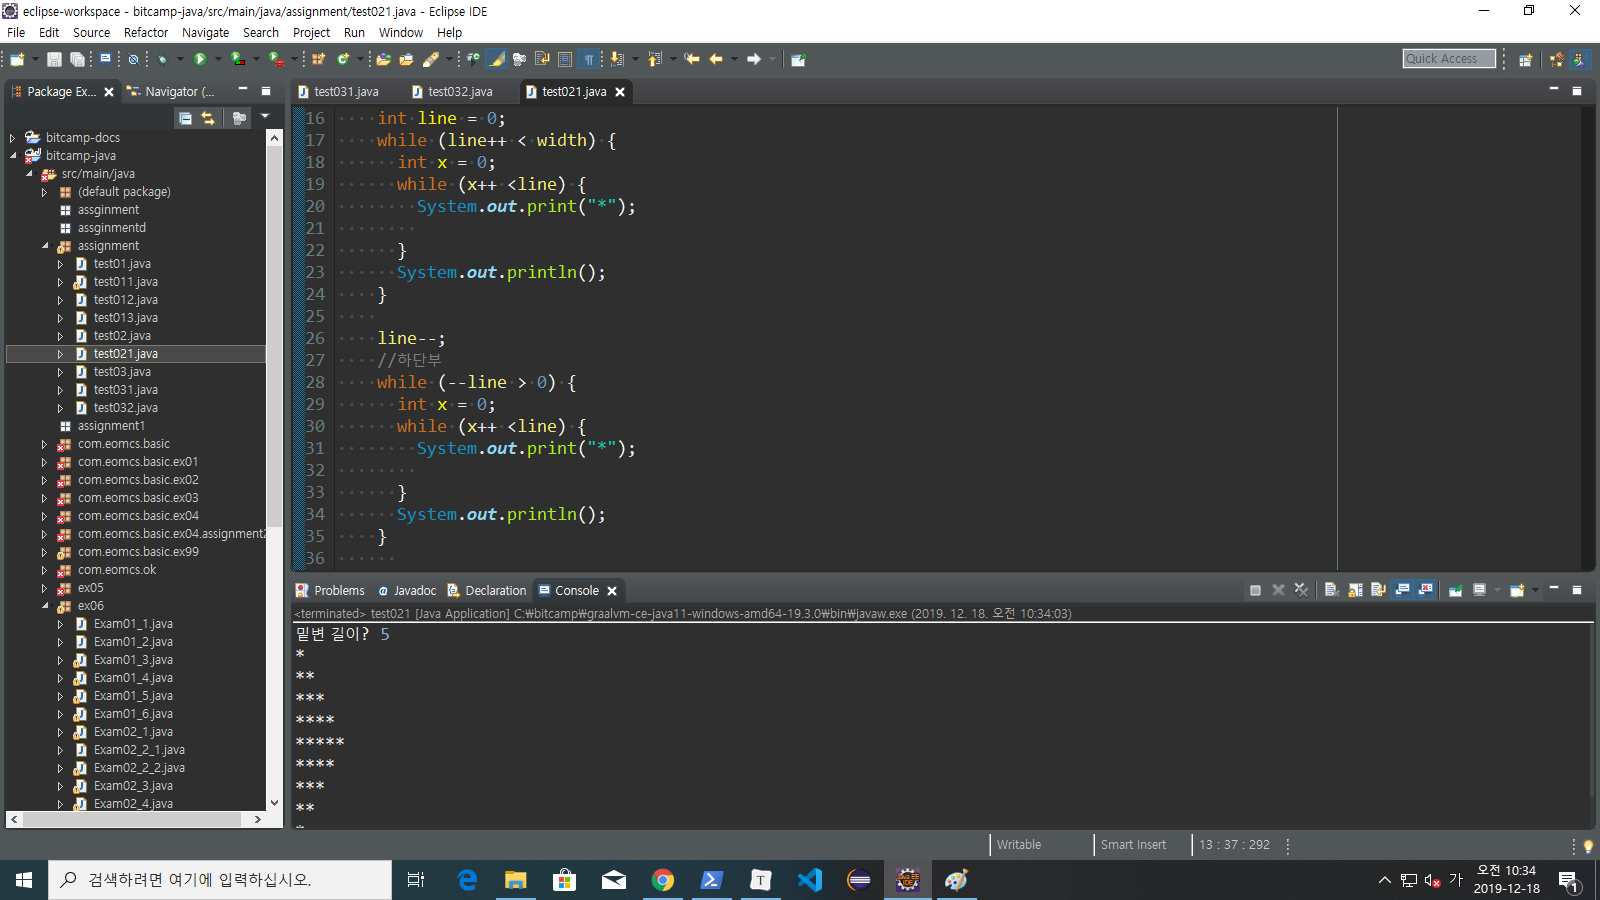 eclipse-workspace - bitcamp-java/src/main/java/assignment/test021.java - Eclipse IDE
File Edit Source Refactor Navigate Search Project Run Window Help
Quick Access
Package Ex... Navigator (...
bitcamp-docs
bitcamp-java
src/main/java
(default package)
assginment
assginmentd
assignment
test01.java
test011.java
test012.java
test013.java
test02.java
test021.java
test03.java
test031.java
test032.java
assignment1
com.eomcs.basic
com.eomcs.basic.ex01
com.eomcs.basic.ex02
com.eomcs.basic.ex03
com.eomcs.basic.ex04
com.eomcs.basic.ex04.assignment2
com.eomcs.basic.ex99
com.eomcs.ok
ex05
ex06
Exam01_1.java
Exam01_2.java
Exam01_3.java
Exam01_4.java
Exam01_5.java
Exam01_6.java
Exam02_1.java
Exam02_2_1.java
Exam02_2_2.java
Exam02_3.java
Exam02_4.java
test031.java test032.java test021.java
16 int line = 0;
17 while (line++ < width) {
18 int x = 0;
19 while (x++ <line) {
20 System.out.print("*");
21
22 }
23 System.out.println();
24 }
25
26 line--;
27 //하단부
28 while (--line > 0) {
29 int x = 0;
30 while (x++ <line) {
31 System.out.print("*");
32
33 }
34 System.out.println();
35 }
36
Problems Javadoc Declaration Console
<terminated> test021 [Java Application] C:₩bitcamp₩graalvm-ce-java11-windows-amd64-19.3.0₩bin₩javaw.exe (2019. 12. 18. 오전 10:34:03)
밑변 길이? 5
*
**
***
****
*****
****
***
**
*
Writable Smart Insert 13 : 37 : 292
검색하려면 여기에 입력하십시오.
가
오전 10:34
2019-12-18
1